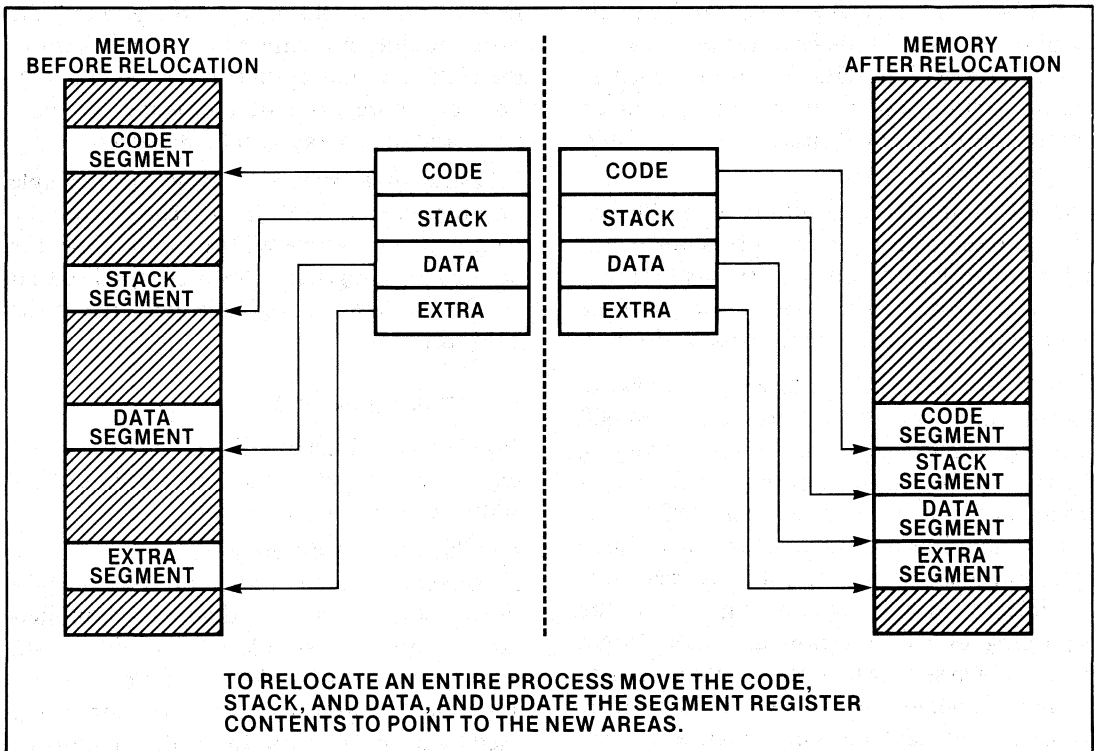 MEMORY
BEFORE RELOCATION
CODE
SEGMENT
STACK
SEGMENT
DATA
SEGMENT
EXTRA
SEGMENT
CODE
STACK
DATA
EXTRA
CODE
STACK
DATA
EXTRA
MEMORY
AFTER RELOCATION
CODE
SEGMENT
STACK
SEGMENT
DATA
SEGMENT
EXTRA
SEGMENT
TO RELOCATE AN ENTIRE PROCESS MOVE THE CODE,
STACK, AND DATA, AND UPDATE THE SEGMENT REGISTER
CONTENTS TO POINT TO THE NEW AREAS.